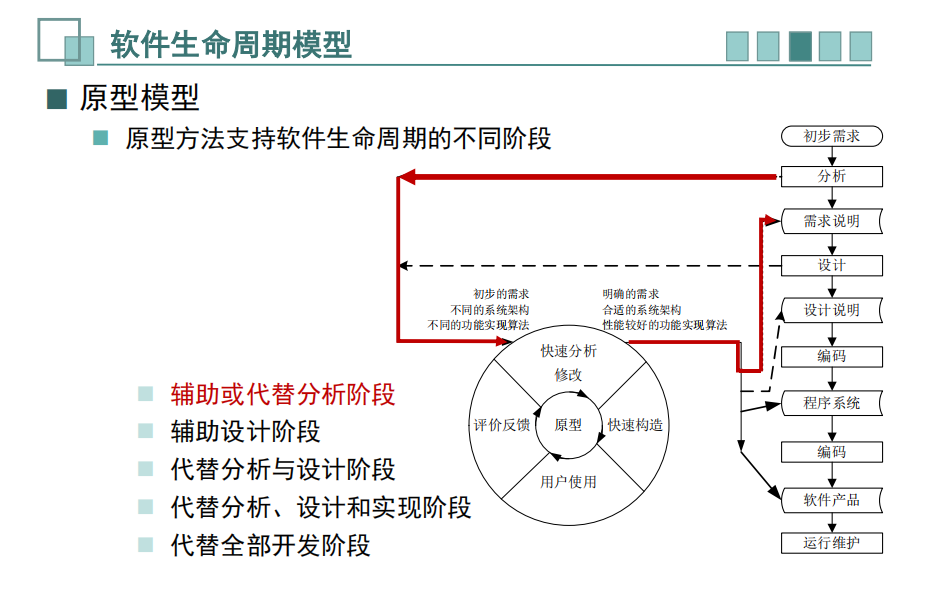 软件生命周期模型
原型模型
原型方法支持软件生命周期的不同阶段
辅助或代替分析阶段
辅助设计阶段
代替分析与设计阶段
代替分析、设计和实现阶段
代替全部开发阶段
初步的需求
不同的系统架构
不同的功能实现算法
明确的需求
合适的系统架构
性能较好的功能实现算法
快速分析
修改
评价反馈
原型
快速构造
用户使用
初步需求
分析
需求说明
设计
设计说明
编码
程序系统
编码
软件产品
运行维护